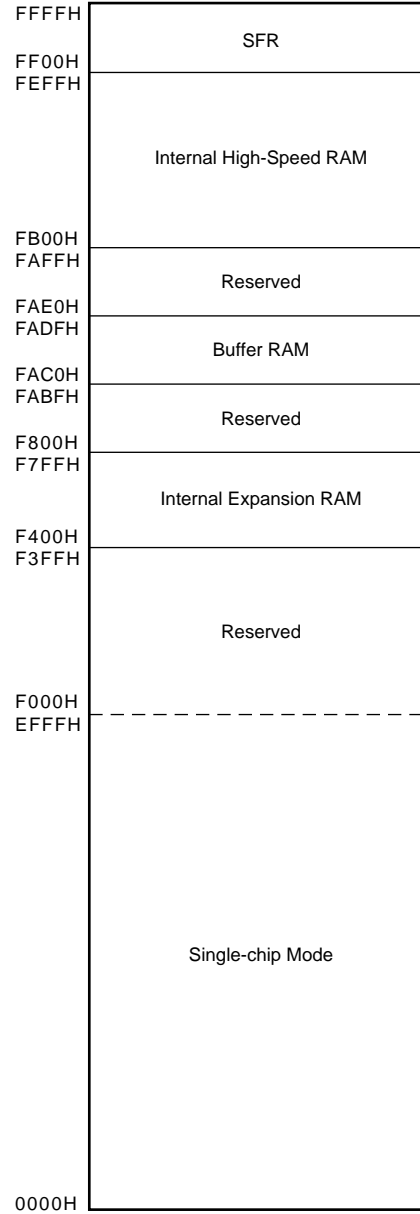 FFFFH
SFR
FF00H
FEFFH
Internal High-Speed RAM
FB00H
FAFFH
Reserved
FAE0H
FADFH
Buffer RAM
FAC0H
FABFH
Reserved
F800H
F7FFH
Internal Expansion RAM
F400H
F3FFH
Reserved
F000H
EFFFH
Single-chip Mode
0000H